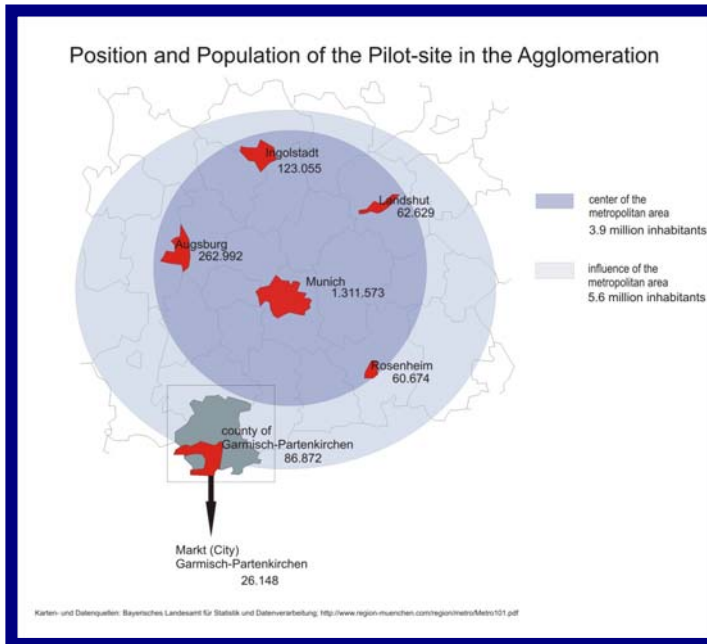 Position and Population of the Pilot-site in the Agglomeration
Ingolstadt
123.055
Landshut
62.629
Augsburg
262.992
Munich
1.311.573
Rosenheim
60.674
county of
Garmisch-Partenkirchen
86.872
Markt (City)
Garmisch-Partenkirchen
26.148
center of the
metropolitan area
3.9 million inhabitants
influence of the
metropolitan area
5.6 million inhabitants
Karten- und Datenquellen: Bayerisches Landesamt für Statistik und Datenverarbeitung; http://www.region-muenchen.com/region/metro/Metro101.pdf